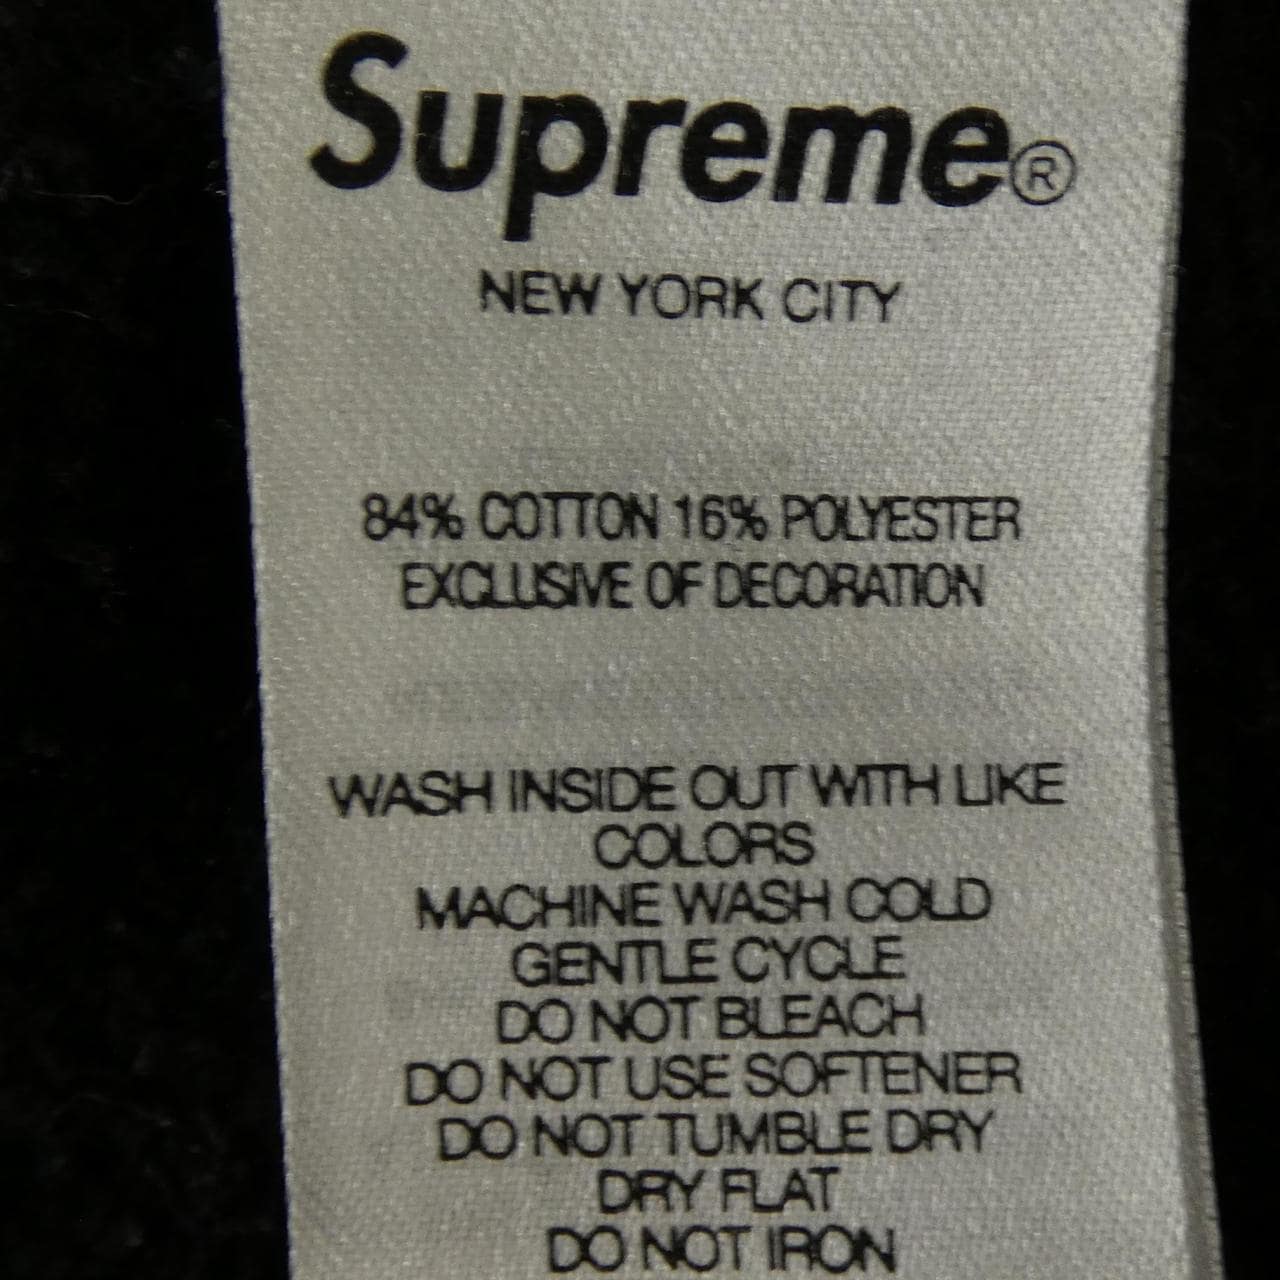 Supreme®
NEW YORK CITY
84% COTTON 16% POLYESTER
EXCLUSIVE OF DECORATION
WASH INSIDE OUT WITH LIKE
COLORS
MACHINE WASH COLD
GENTLE CYCLE
DO NOT BLEACH
DO NOT USE SOFTENER
DO NOT TUMBLE DRY
DRY FLAT
DO NOT IRON